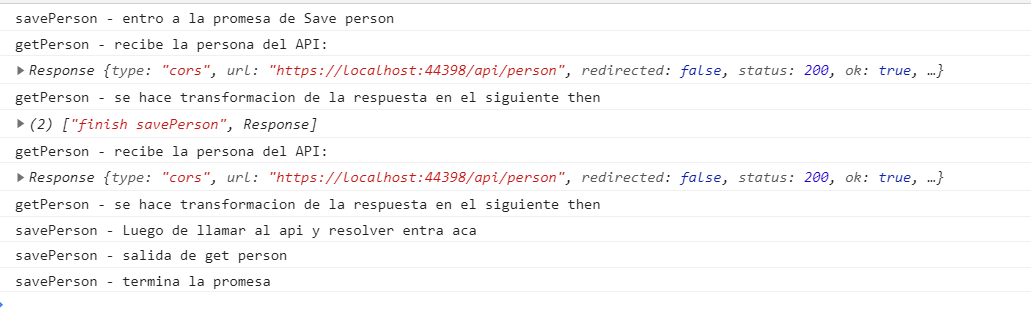 savePerson - entro a la promesa de Save person
getPerson - recibe la persona del API:
Response {type: "cors", url: "https://localhost:44398/api/person", redirected: false, status: 200, ok: true, …}
getPerson - se hace transformacion de la respuesta en el siguiente then
(2) ["finish savePerson", Response]
getPerson - recibe la persona del API:
Response {type: "cors", url: "https://localhost:44398/api/person", redirected: false, status: 200, ok: true, …}
getPerson - se hace transformacion de la respuesta en el siguiente then
savePerson - Luego de llamar al api y resolver entra aca
savePerson - salida de get person
savePerson - termina la promesa